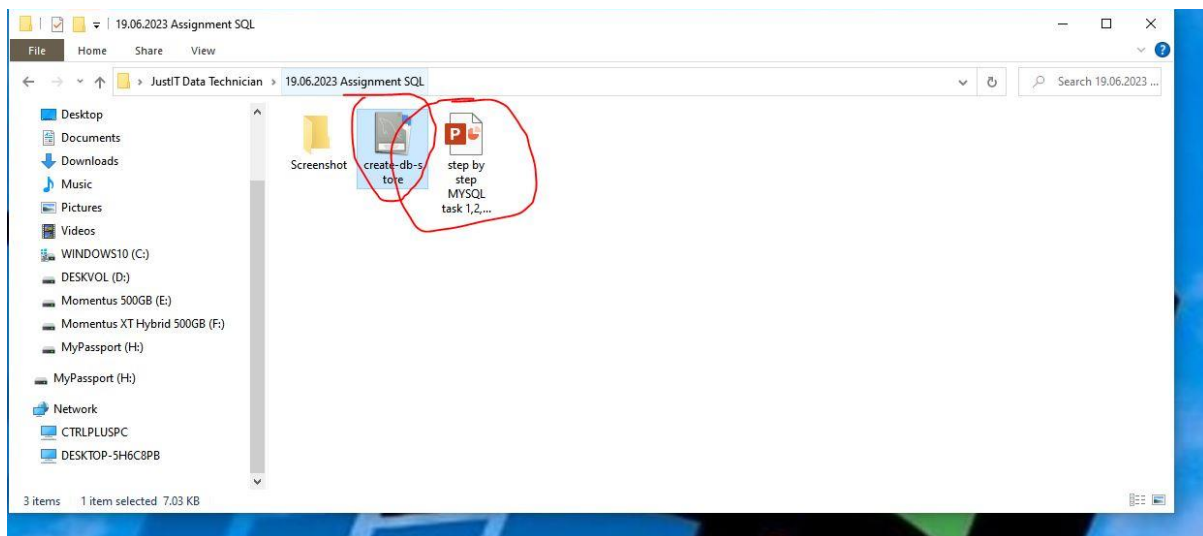 19.06.2023 Assignment SQL
File Home Share View
JustIT Data Technician > 19.06.2023 Assignment SQL
Search 19.06.2023 ...
Desktop
Documents
Downloads
Music
Pictures
Videos
WINDOWS10 (C:)
DESKVOL (D:)
Momentus 500GB (E:)
Momentus XT Hybrid 500GB (F:)
MyPassport (H:)
MyPassport (H:)
Network
CTRLPLUSPC
DESKTOP-5H6C8PB
Screenshot
create-db-s
tore
P
step by
step
MYSQL
task 1,2,...
3 items 1 item selected 7.03 KB